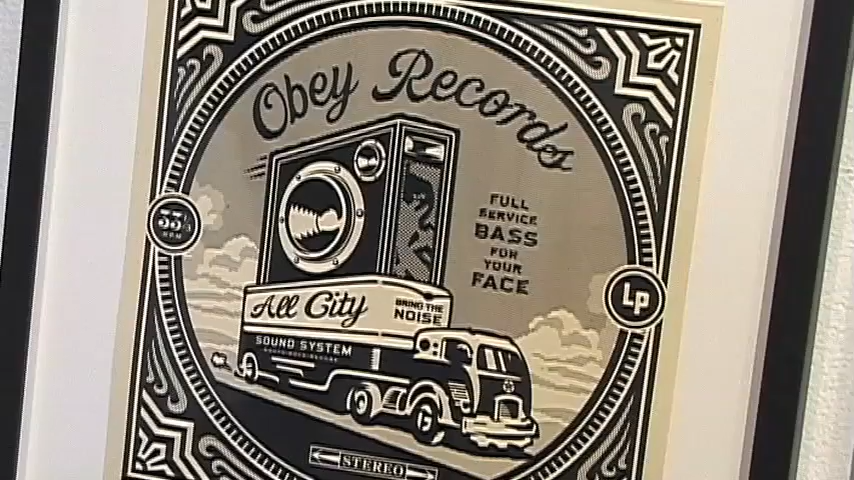 Obey Records
FULL
SERVICE
BASS
FOR
YOUR
FACE
33⅓
RPM
Lp
All City
BRING THE
NOISE
SOUND SYSTEM
STEREO